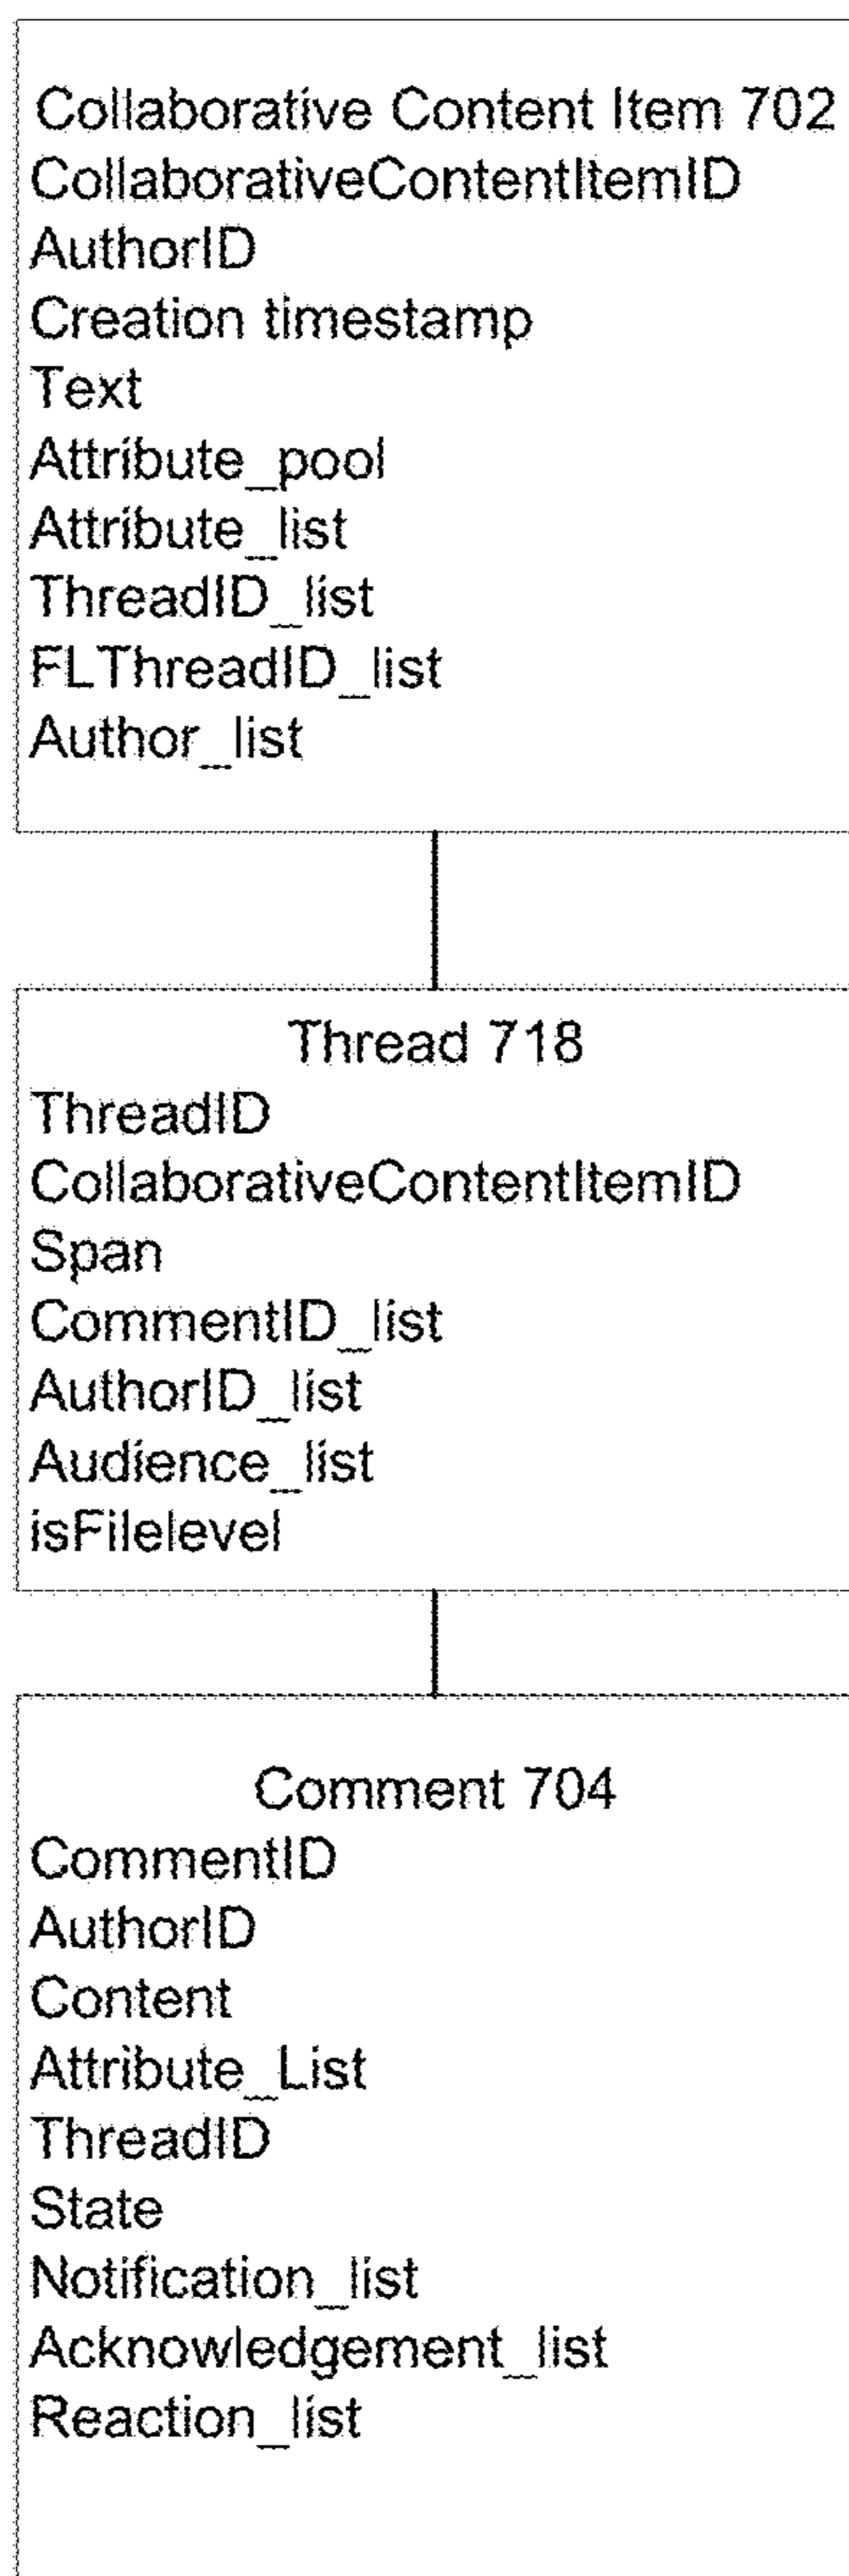 Collaborative Content Item 702
CollaborativeContentItemID
AuthorID
Creation timestamp
Text
Attribute_pool
Attribute_list
ThreadID_list
FLThreadID_list
Author_list
Thread 718
ThreadID
CollaborativeContentItemID
Span
CommentID_list
AuthorID_list
Audience_list
isFilelevel
Comment 704
CommentID
AuthorID
Content
Attribute_List
ThreadID
State
Notification_list
Acknowledgement_list
Reaction_list